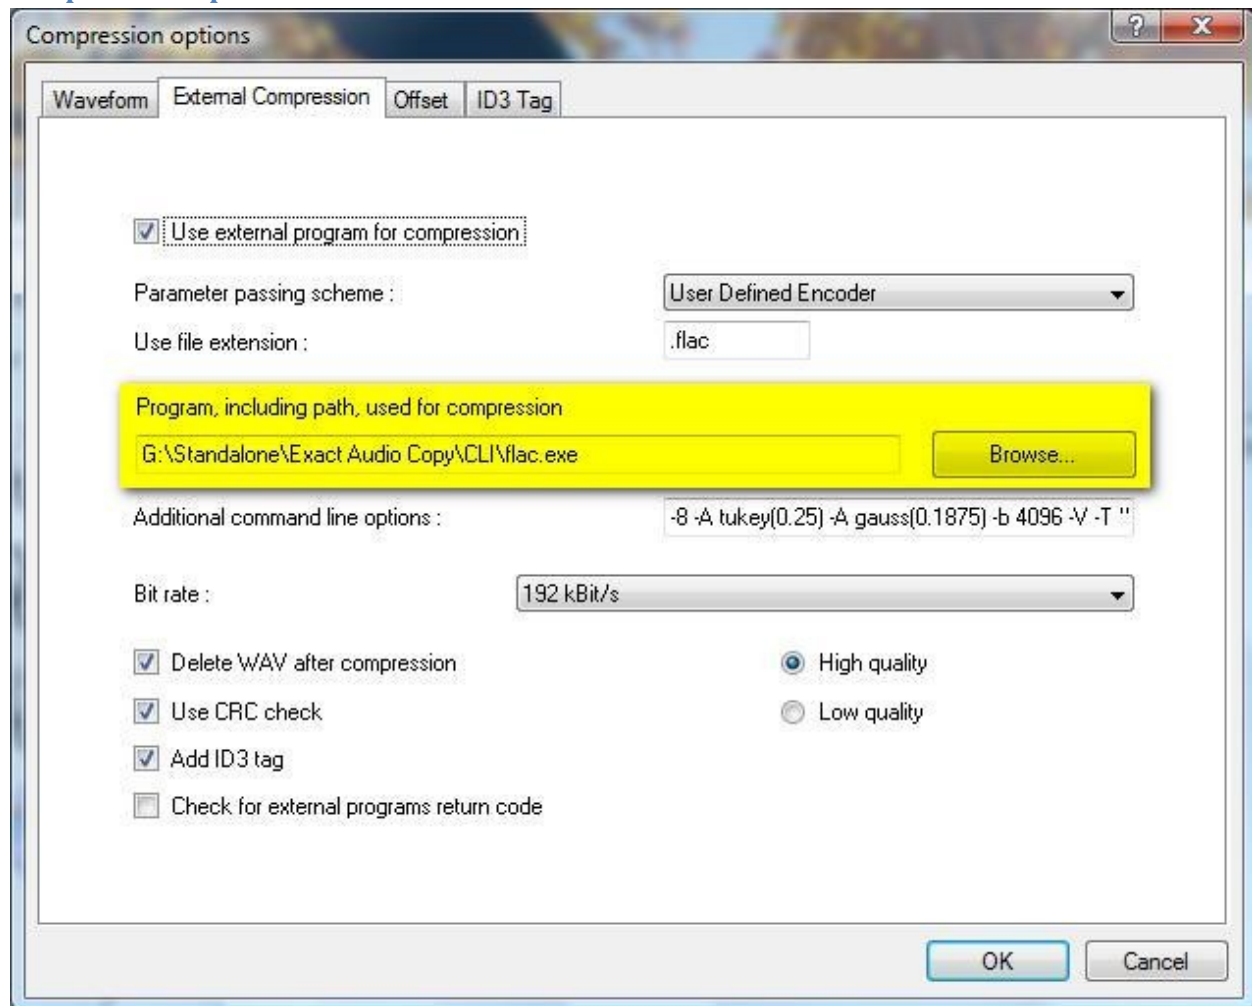 Compression options
Waveform External Compression Offset ID3 Tag
Use external program for compression
Parameter passing scheme : User Defined Encoder
Use file extension : .flac
Program, including path, used for compression
G:\Standalone\Exact Audio Copy\CLI\flac.exe Browse...
Additional command line options : -8 -A tukey(0.25) -A gauss(0.1875) -b 4096 -V -T "
Bit rate : 192 kBit/s
Delete WAV after compression High quality
Use CRC check Low quality
Add ID3 tag
Check for external programs return code
OK Cancel